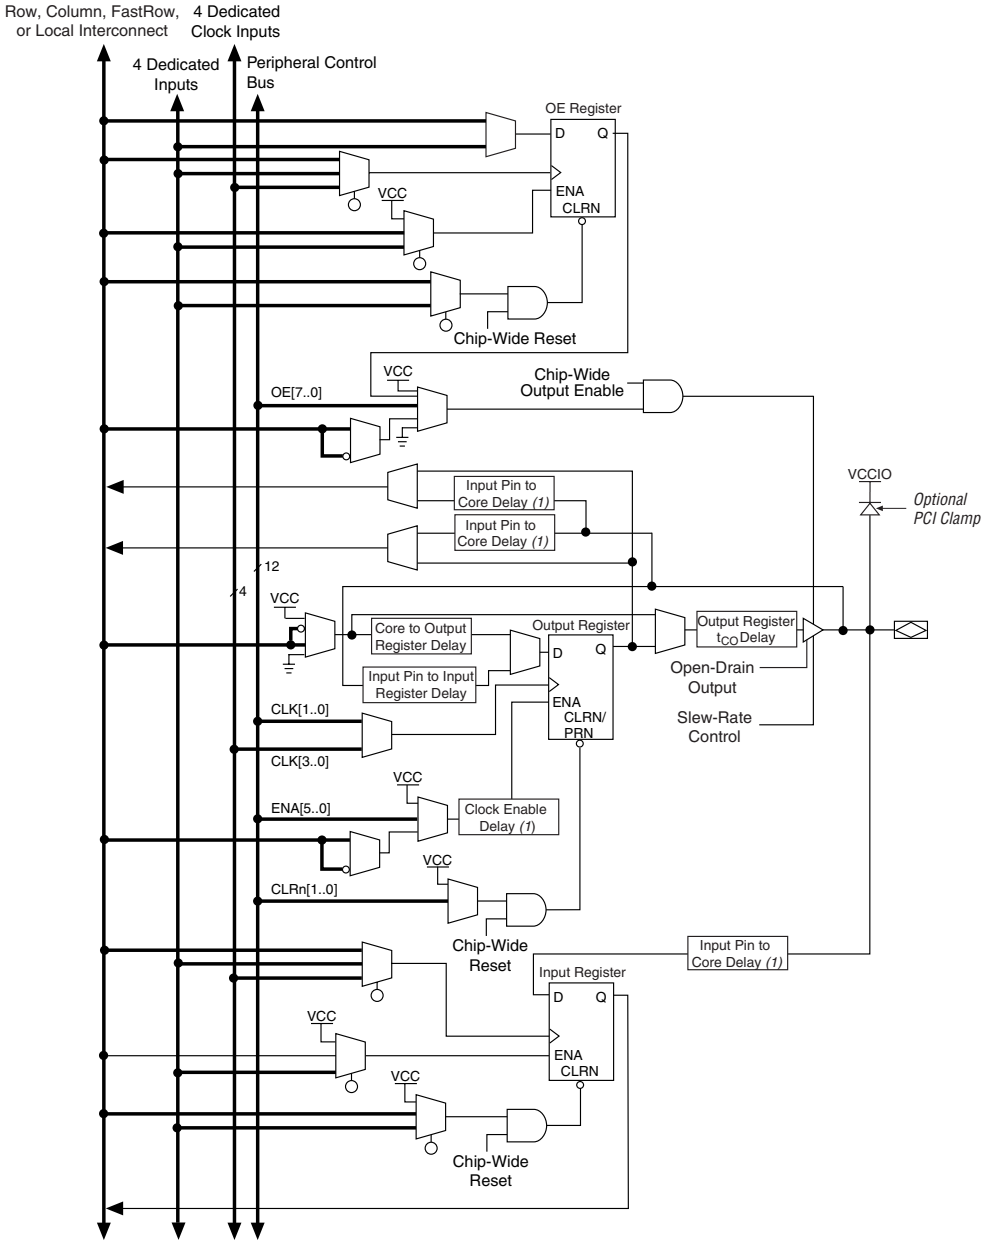 Row, Column, FastRow,
or Local Interconnect
4 Dedicated
Clock Inputs
4 Dedicated
Inputs
Peripheral Control
Bus
OE Register
D
Q
ENA
CLRN
VCC
Chip-Wide Reset
VCC
OE[7..0]
Chip-Wide
Output Enable
Input Pin to
Core Delay (1)
Input Pin to
Core Delay (1)
VCCIO
Optional
PCI Clamp
12
4
VCC
Core to Output
Register Delay
Input Pin to Input
Register Delay
Output Register
D
Q
ENA
CLRN/
PRN
Output Register
tCO Delay
Open-Drain
Output
Slew-Rate
Control
CLK[1..0]
CLK[3..0]
VCC
ENA[5..0]
Clock Enable
Delay (1)
VCC
CLRn[1..0]
Chip-Wide
Reset
Input Pin to
Core Delay (1)
Input Register
D
Q
ENA
CLRN
VCC
VCC
Chip-Wide
Reset